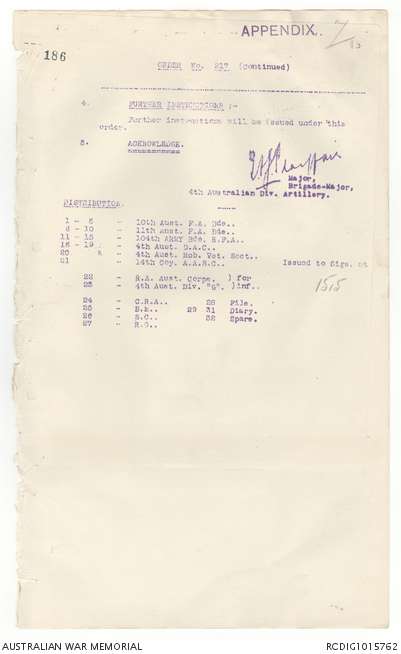 APPENDIX.
186
ORDER No. 217 (continued)
4. FURTHER INSTRUCTIONS :-
Further instructions will be issued under this
order.
5. ACKNOWLEDGE.
Major,
Brigade-Major,
4th Australian Div. Artillery.
DISTRIBUTION.
1 - 5 - 10th Aust. F.A. Bde..
6 - 10 - 11th Aust. F.A. Bde..
11 - 15 - 104th ARMY Bde. R.F.A..
16 - 19 - 4th Aust. D.A.C..
20 - 4th Aust. Mob. Vet. Sect..
21 - 14th Coy. A.A.S.C.. Issued to Sigs. at
1515
22 - R.A. Aust. Corps. ) for
23 - 4th Aust. Div. "G". ) inf..
24 - C.R.A.. 28 File.
25 - B.M.. 29 31 Diary.
26 - S.C.. 32 Spare.
27 - R.O..
AUSTRALIAN WAR MEMORIAL
RCDIG1015762